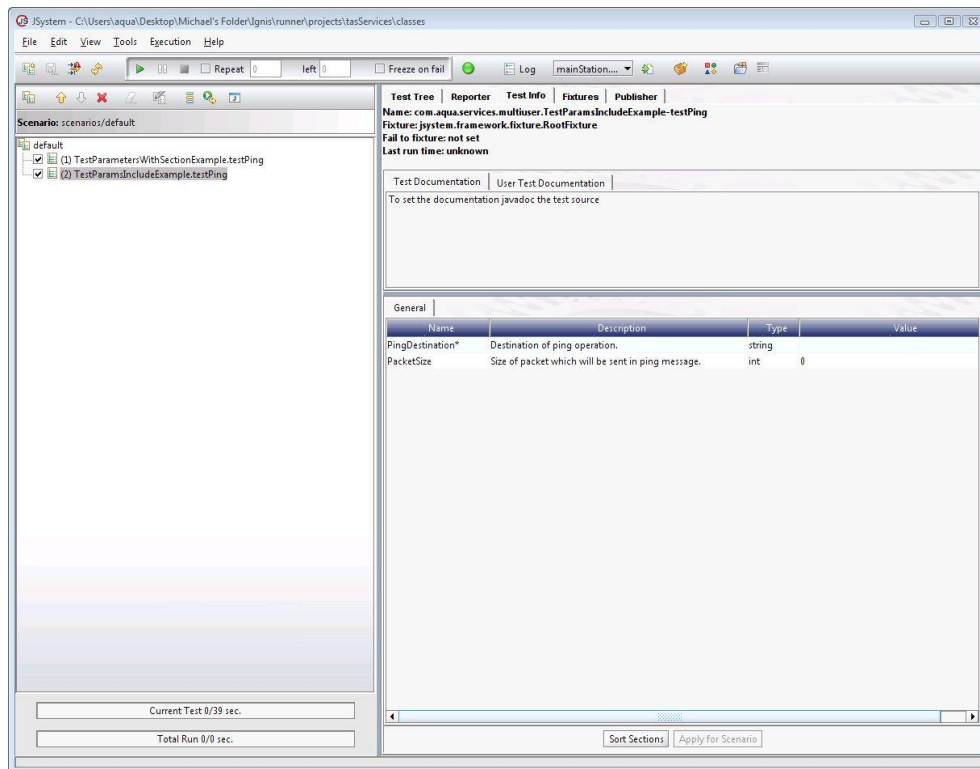 JSystem - C:\Users\aqua\Desktop\Michael's Folder\Ignis\runner\projects\tasServices\classes
File Edit View Tools Execution Help
Repeat 0 left 0 Freeze on fail Log mainStation....
Scenario: scenarios/default
default
(1) TestParametersWithSectionExample.testPing
(2) TestParamsIncludeExample.testPing
Current Test 0/39 sec.
Total Run 0/0 sec.
Test Tree Reporter Test Info Fixtures Publisher
Name: com.aqua.services.multiuser.TestParamsIncludeExample-testPing
Fixture: jsystem.framework.fixture.RootFixture
Fail to fixture: not set
Last run time: unknown
Test Documentation User Test Documentation
To set the documentation javadoc the test source
General
Name Description Type Value
PingDestination* Destination of ping operation. string
PacketSize Size of packet which will be sent in ping message. int 0
Sort Sections Apply for Scenario